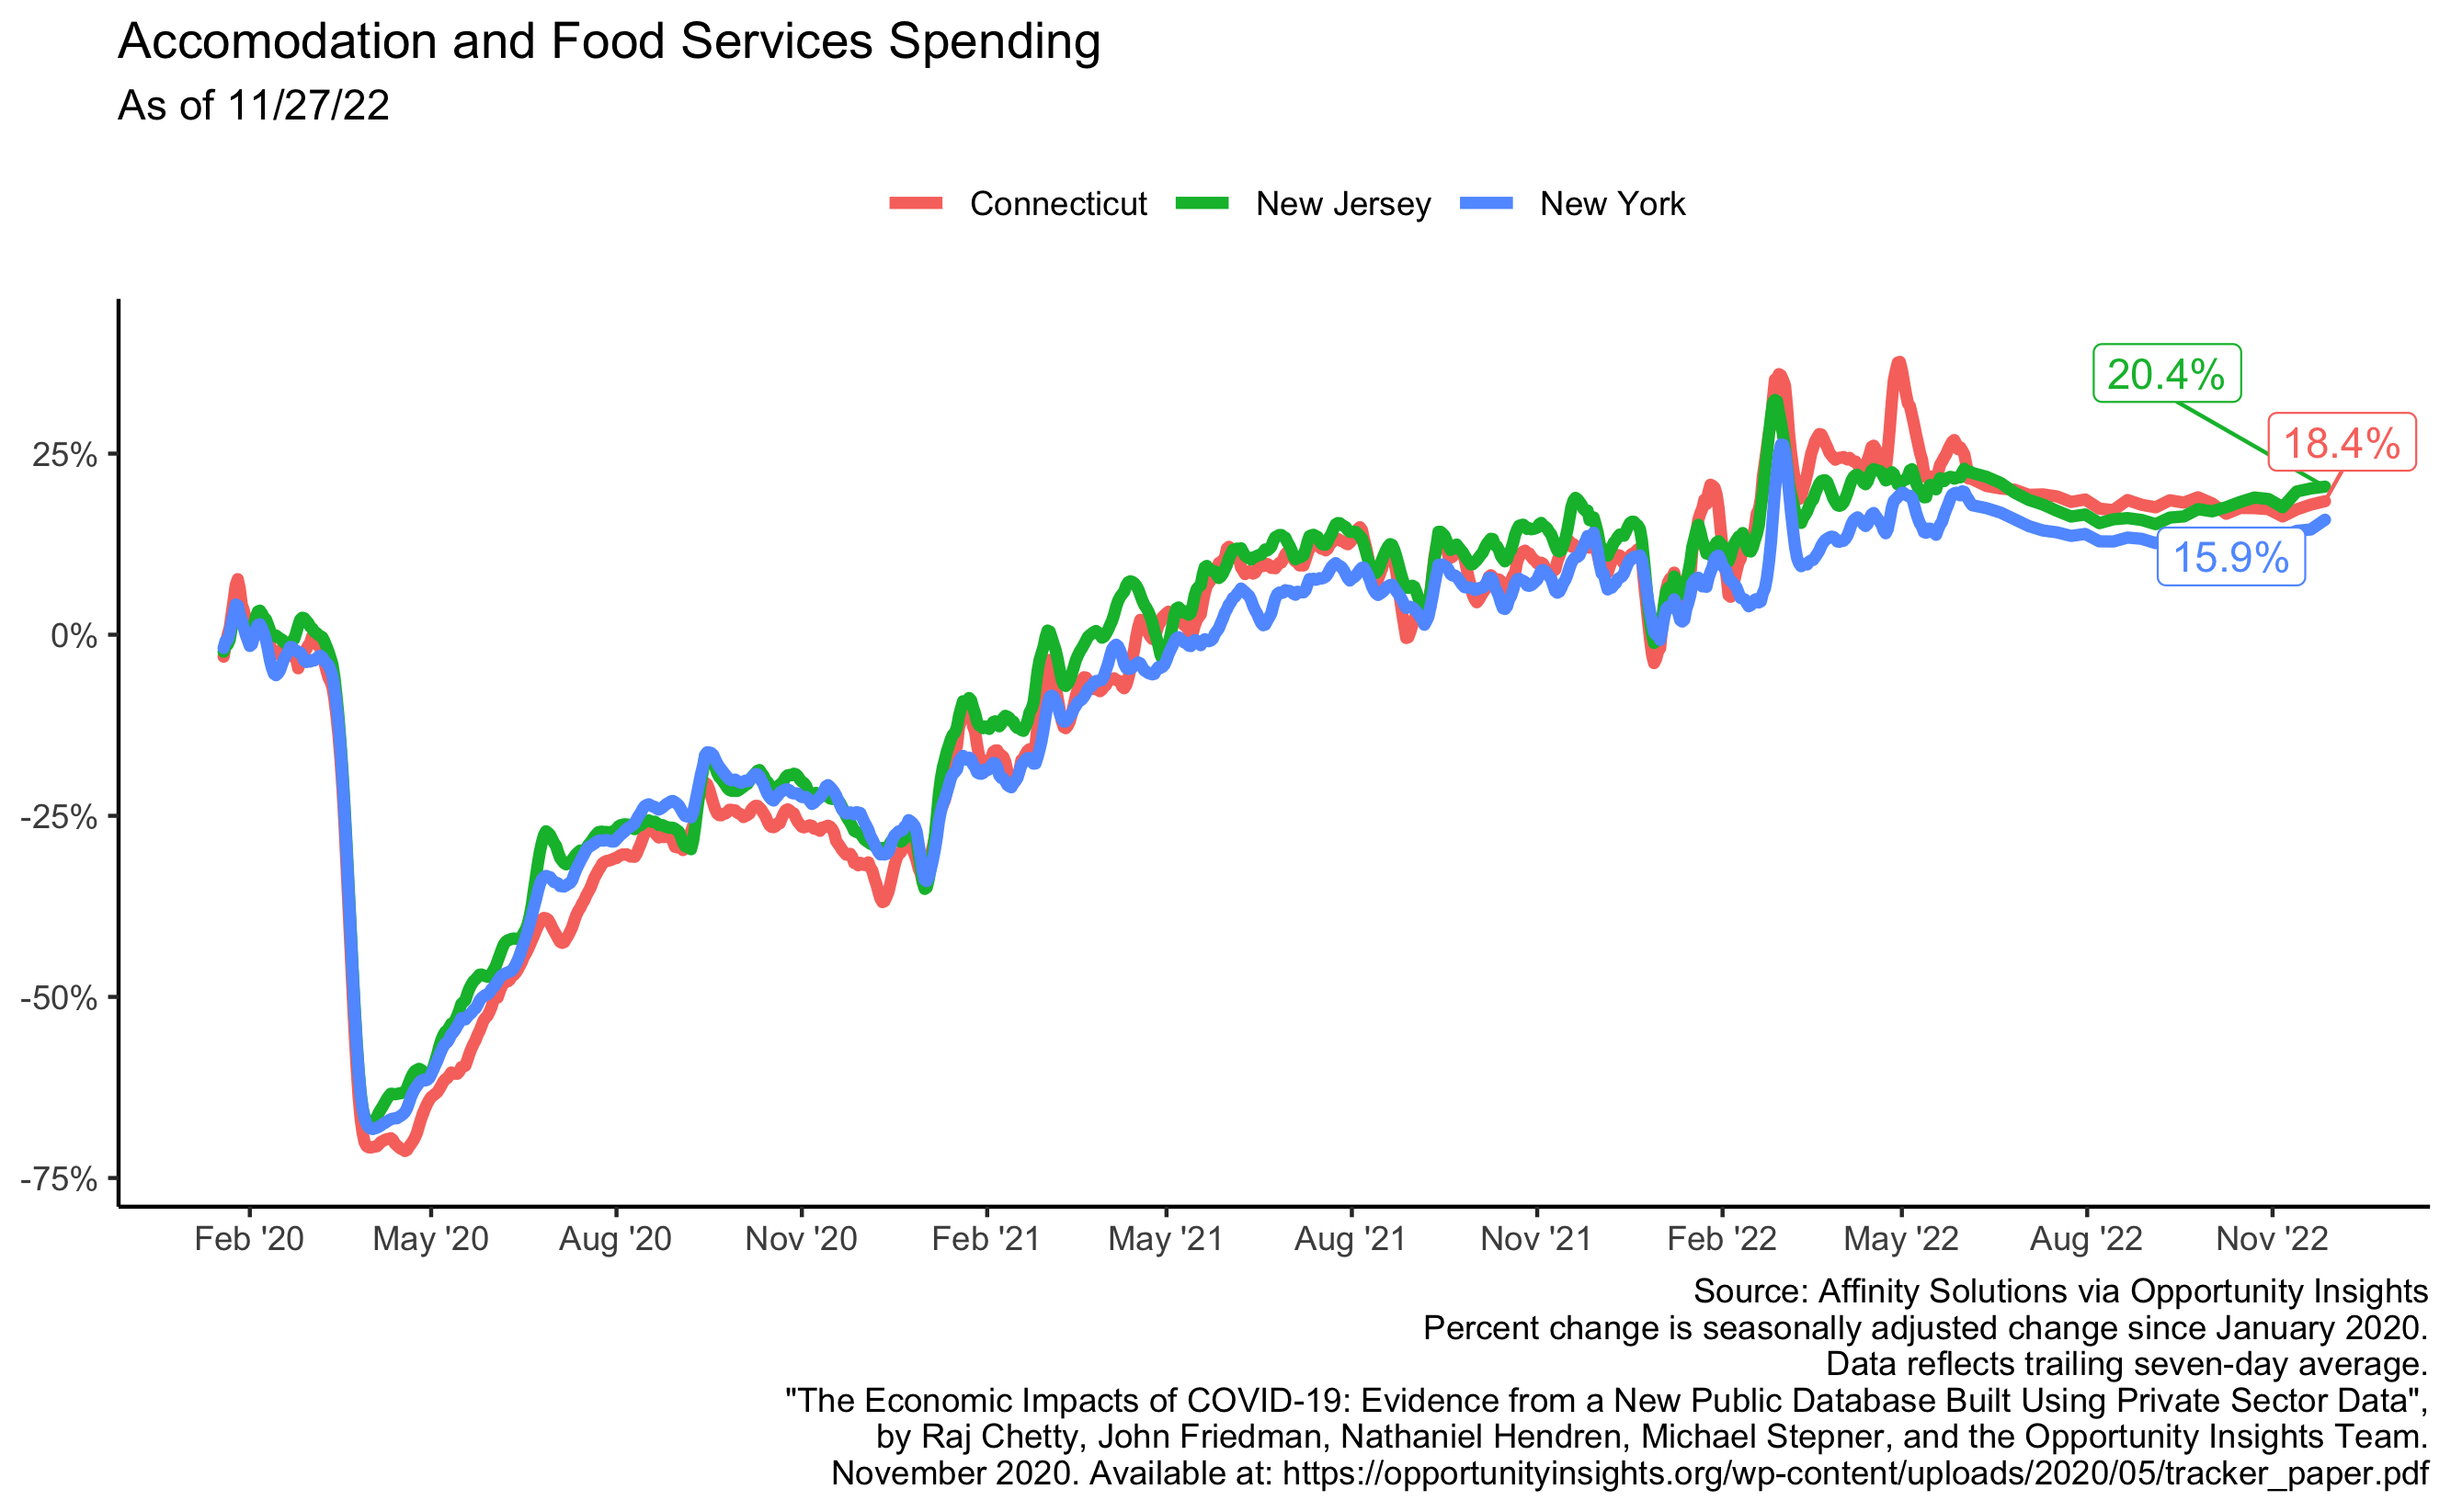 Accomodation and Food Services Spending
As of 11/27/22
Connecticut New Jersey New York
20.4%
18.4%
15.9%
25%
0%
-25%
-50%
-75%
Feb '20 May '20 Aug '20 Nov '20 Feb '21 May '21 Aug '21 Nov '21 Feb '22 May '22 Aug '22 Nov '22
Source: Affinity Solutions via Opportunity Insights
Percent change is seasonally adjusted change since January 2020.
Data reflects trailing seven-day average.
"The Economic Impacts of COVID-19: Evidence from a New Public Database Built Using Private Sector Data",
by Raj Chetty, John Friedman, Nathaniel Hendren, Michael Stepner, and the Opportunity Insights Team.
November 2020. Available at: https://opportunityinsights.org/wp-content/uploads/2020/05/tracker_paper.pdf